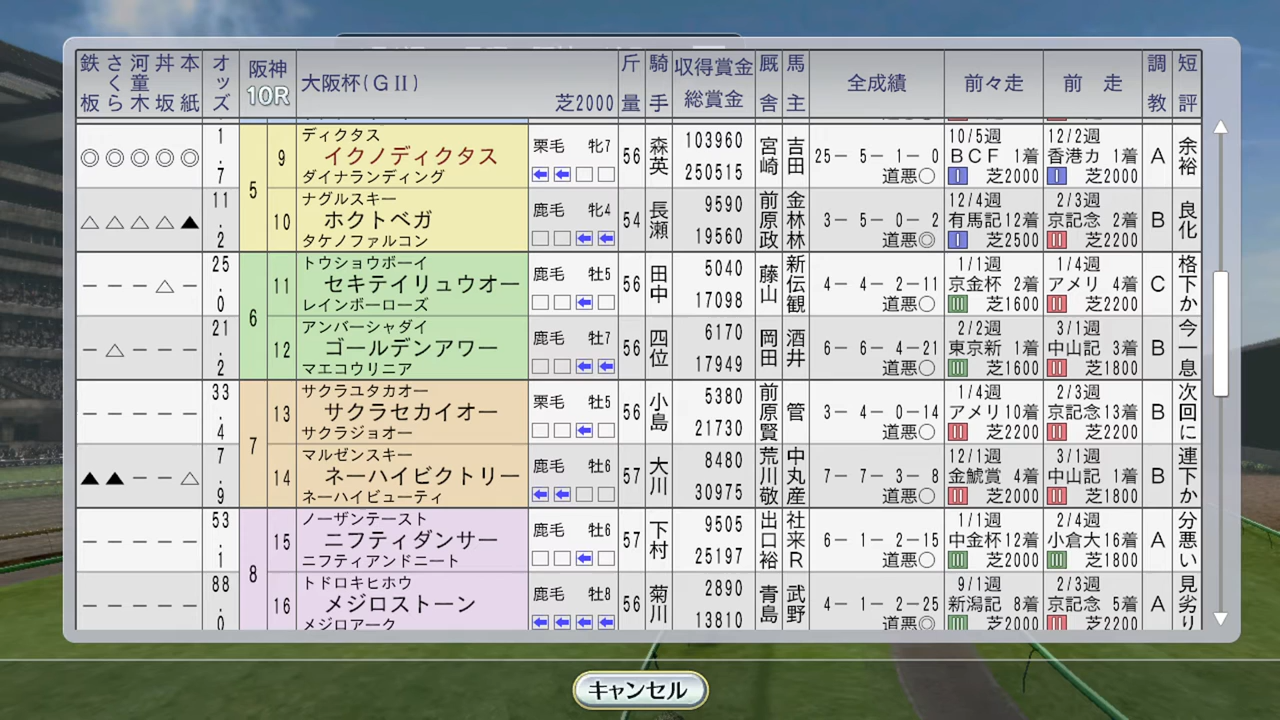 鉄板 さくら 河童木 丼坂 本紙 オッズ 阪神10R 大阪杯(GⅡ) 芝2000 斤量 騎手 収得賞金 総賞金 厩舎 馬主 全成績 前々走 前 走 調教 短評
◎ ◎ ◎ ◎ ◎ 1.7 5 9 ディクタス イクノディクタス ダイナランディング 栗毛 牝7 56 森英 103960 250515 宮崎 吉田 25－ 5－ 1－ 0 道悪○ 10/5週 BCF 1着 Ⅰ 芝2000 12/2週 香港カ 1着 Ⅰ 芝2000 A 余裕
△ △ △ △ ▲ 11.2 10 ナグルスキー ホクトベガ タケノファルコン 鹿毛 牝4 54 長瀬 9590 19560 前原政 金林林 3－ 5－ 0－ 2 道悪◎ 12/4週 有馬記12着 Ⅰ 芝2500 2/3週 京記念 2着 Ⅱ 芝2200 B 良化
－ － － △ － 25.0 6 11 トウショウボーイ セキテイリュウオー レインボーローズ 鹿毛 牡5 56 田中 5040 17098 藤山 新伝観 4－ 4－ 2－11 道悪○ 1/1週 京金杯 2着 Ⅲ 芝1600 1/4週 アメリ 4着 Ⅱ 芝2200 C 格下か
－ △ － － － 21.2 12 アンバーシャダイ ゴールデンアワー マエコウリニア 鹿毛 牡7 56 四位 6170 17949 岡田 酒井 6－ 6－ 4－21 道悪○ 2/2週 東京新 1着 Ⅲ 芝1600 3/1週 中山記 3着 Ⅱ 芝1800 B 今一息
－ － － － － 33.4 7 13 サクラユタカオー サクラセカイオー サクラジョオー 栗毛 牡5 56 小島 5380 21730 前原賢 菅 3－ 4－ 0－14 道悪○ 1/4週 アメリ10着 Ⅱ 芝2200 2/3週 京記念13着 Ⅱ 芝2200 B 次回に
▲ ▲ － － △ 7.9 14 マルゼンスキー ネーハイビクトリー ネーハイビューティ 鹿毛 牡6 57 大川 8480 30975 荒川敬 中丸産 7－ 7－ 3－ 8 道悪○ 12/1週 金鯱賞 4着 Ⅱ 芝2000 3/1週 中山記 1着 Ⅱ 芝1800 B 連下か
－ － － － － 53. 8 15 ノーザンテースト ニフティダンサー ニフティアンドニート 鹿毛 牡6 57 下村 9505 25197 出口裕 社来R 6－ 1－ 2－15 道悪○ 1/1週 中金杯12着 Ⅲ 芝2000 2/4週 小倉大16着 Ⅲ 芝1800 A 分悪い
－ － － － － 88.0 16 トドロキヒホウ メジロストーン メジロアーク 鹿毛 牡8 56 菊川 2890 13810 青島 武野 4－ 1－ 2－25 道悪◎ 9/1週 新潟記 8着 Ⅲ 芝2000 2/3週 京記念 5着 Ⅱ 芝2200 A 見劣り
キャンセル